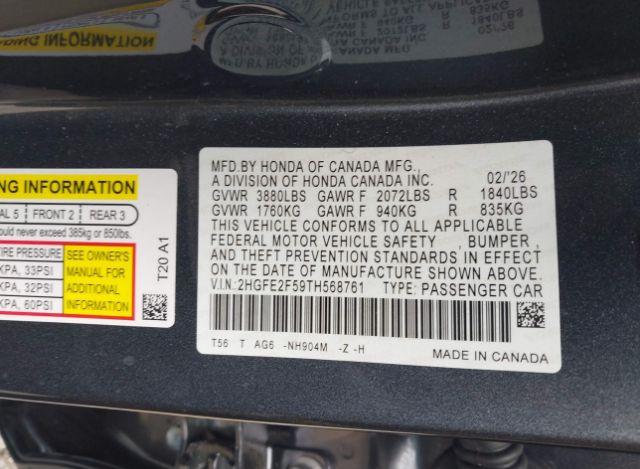 MFD.BY HONDA OF CANADA MFG.,
A DIVISION OF HONDA CANADA INC. 02/'26
GVWR 3880LBS GAWR F 2072LBS R 1840LBS
GVWR 1760KG GAWR F 940KG R 835KG
THIS VEHICLE CONFORMS TO ALL APPLICABLE
FEDERAL MOTOR VEHICLE SAFETY , BUMPER ,
AND THEFT PREVENTION STANDARDS IN EFFECT
ON THE DATE OF MANUFACTURE SHOWN ABOVE.
V.I.N.:2HGFE2F59TH568761 TYPE: PASSENGER CAR
T56 T AG6 -NH904M -Z -H
MADE IN CANADA
NG INFORMATION
AL 5 FRONT 2 REAR 3
ould never exceed 385kg or 850lbs.
RE PRESSURE
KPA, 33PSI
KPA, 32PSI
KPA, 60PSI
SEE OWNER'S
MANUAL FOR
ADDITIONAL
INFORMATION
T20 A1